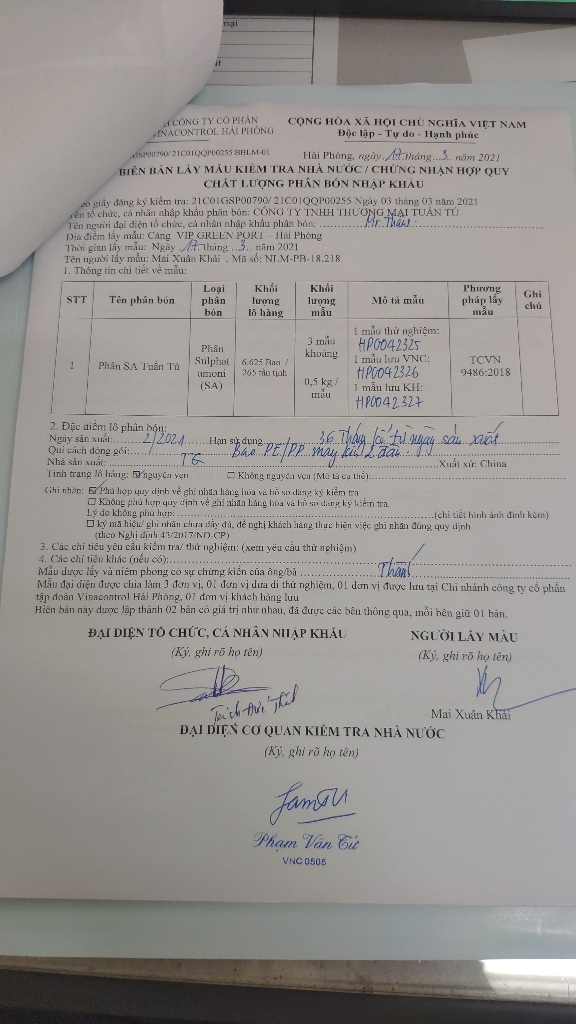 nại
CÔNG TY CỔ PHẦN
VINACONTROL HẢI PHÒNG
CỘNG HÒA XÃ HỘI CHỦ NGHĨA VIỆT NAM
Độc lập - Tự do - Hạnh phúc
GSP00790/ 21C01QQP00255 BBLM-01
Hải Phòng, ngày 17 tháng 3 năm 2021
BIÊN BẢN LẤY MẪU KIỂM TRA NHÀ NƯỚC / CHỨNG NHẬN HỢP QUY
CHẤT LƯỢNG PHÂN BÓN NHẬP KHẨU
giấy đăng ký kiểm tra: 21C01GSP00790/ 21C01QQP00255 Ngày 03 tháng 03 năm 2021
Tên tổ chức, cá nhân nhập khẩu phân bón: CÔNG TY TNHH THƯƠNG MẠI TUẤN TÚ
Tên người đại diện tổ chức, cá nhân nhập khẩu phân bón: Mr.
Địa điểm lấy mẫu: Cảng VIP GREEN PORT – Hải Phòng
Thời gian lấy mẫu: Ngày 17 tháng 3 năm 2021
Tên người lấy mẫu: Mai Xuân Khải . Mã số: NLM-PB-18.218
1. Thông tin chi tiết về mẫu:
STT Tên phân bón Loại phân bón Khối lượng lô hàng Khối lượng mẫu Mô tả mẫu Phương pháp lấy mẫu Ghi chú
1 Phân SA Tuấn Tú Phân Sulphat amoni (SA) 6.625 Bao / 265 tấn tịnh 3 mẫu khoáng 0,5 kg / mẫu 1 mẫu thử nghiệm: HP0042325 1 mẫu lưu VNC: HP0042326 1 mẫu lưu KH: HP0042327 TCVN 9486:2018
2. Đặc điểm lô phân bón:
Ngày sản xuất: 2/2021 Hạn sử dụng 36 Tháng kể từ ngày sản xuất
Qui cách đóng gói: Bao PE/PP may kín 2 đầu
Nhà sản xuất: TG Xuất xứ: China
Tình trạng lô hàng: ☑ nguyên vẹn ☐ Không nguyên vẹn (Mô tả cụ thể)
Ghi nhãn: ☑ Phù hợp quy định về ghi nhãn hàng hóa và hồ sơ đăng ký kiểm tra
☐ Không phù hợp quy định về ghi nhãn hàng hóa và hồ sơ đăng ký kiểm tra.
Lý do không phù hợp: (chi tiết hình ảnh đính kèm)
☐ ký mã hiệu/ ghi nhãn chưa đầy đủ, đề nghị khách hàng thực hiện việc ghi nhãn đúng quy định
(theo Nghị định 43/2017/NĐ-CP)
3. Các chỉ tiêu yêu cầu kiểm tra/ thử nghiệm: (xem yêu cầu thử nghiệm)
4. Các chỉ tiêu khác (nếu có):
Mẫu được lấy và niêm phong có sự chứng kiến của ông/bà
Mẫu đại diện được chia làm 3 đơn vị, 01 đơn vị đưa đi thử nghiệm, 01 đơn vị được lưu tại Chi nhánh công ty cổ phần
tập đoàn Vinacontrol Hải Phòng, 01 đơn vị khách hàng lưu
Biên bản này được lập thành 02 bản có giá trị như nhau, đã được các bên thông qua, mỗi bên giữ 01 bản.
ĐẠI DIỆN TỔ CHỨC, CÁ NHÂN NHẬP KHẨU
NGƯỜI LẤY MẪU
(Ký, ghi rõ họ tên)
(Ký, ghi rõ họ tên)
Mai Xuân Khải
ĐẠI DIỆN CƠ QUAN KIỂM TRA NHÀ NƯỚC
(Ký, ghi rõ họ tên)
Phạm Văn Tứ
VNC 0505